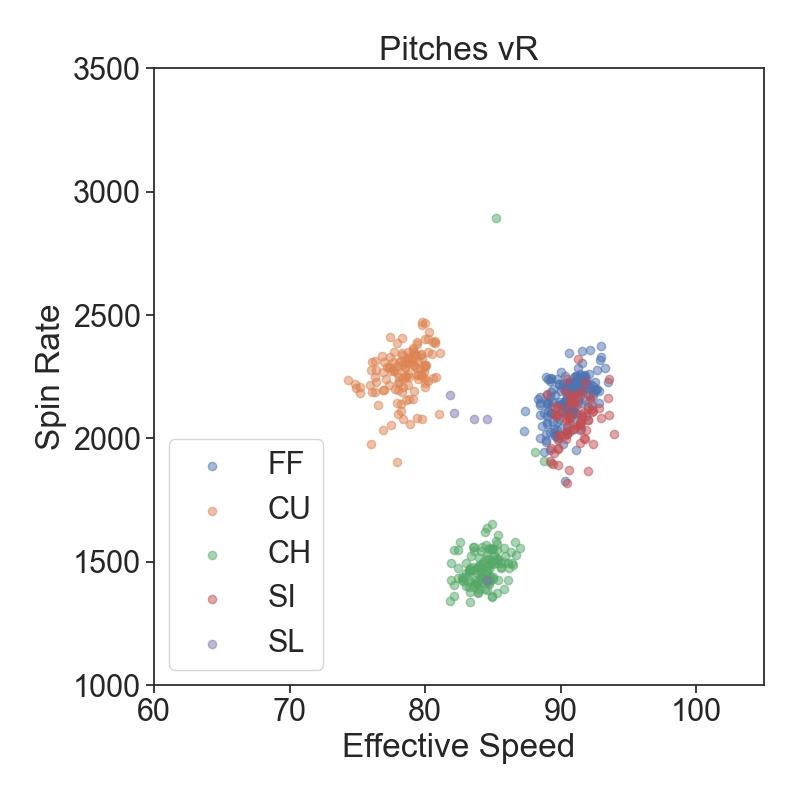 Pitches vR
3500
3000
2500
2000
1500
1000
Spin Rate
FF
CU
CH
SI
SL
60 70 80 90 100
Effective Speed